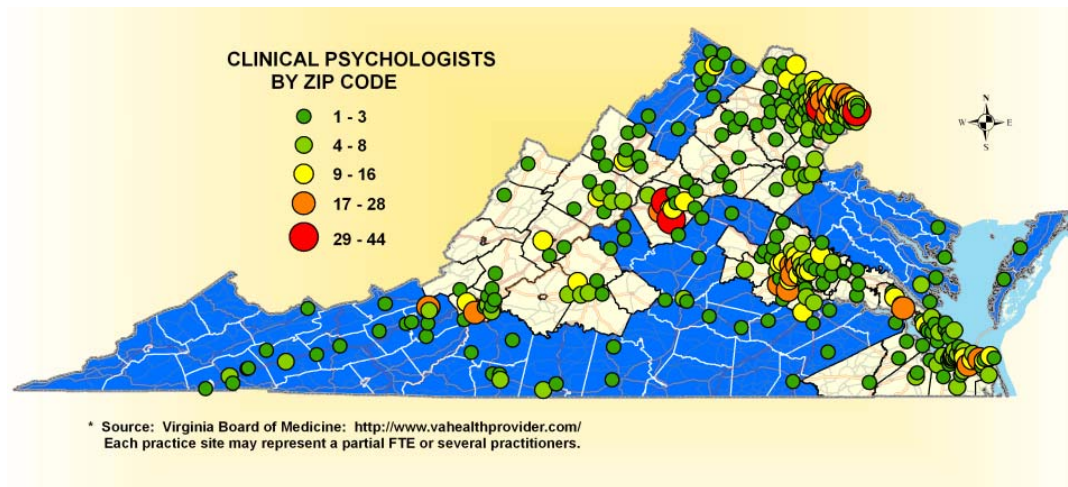 CLINICAL PSYCHOLOGISTS
BY ZIP CODE
1 - 3
4 - 8
9 - 16
17 - 28
29 - 44
N
W E
S
* Source: Virginia Board of Medicine: http://www.vahealthprovider.com/
Each practice site may represent a partial FTE or several practitioners.